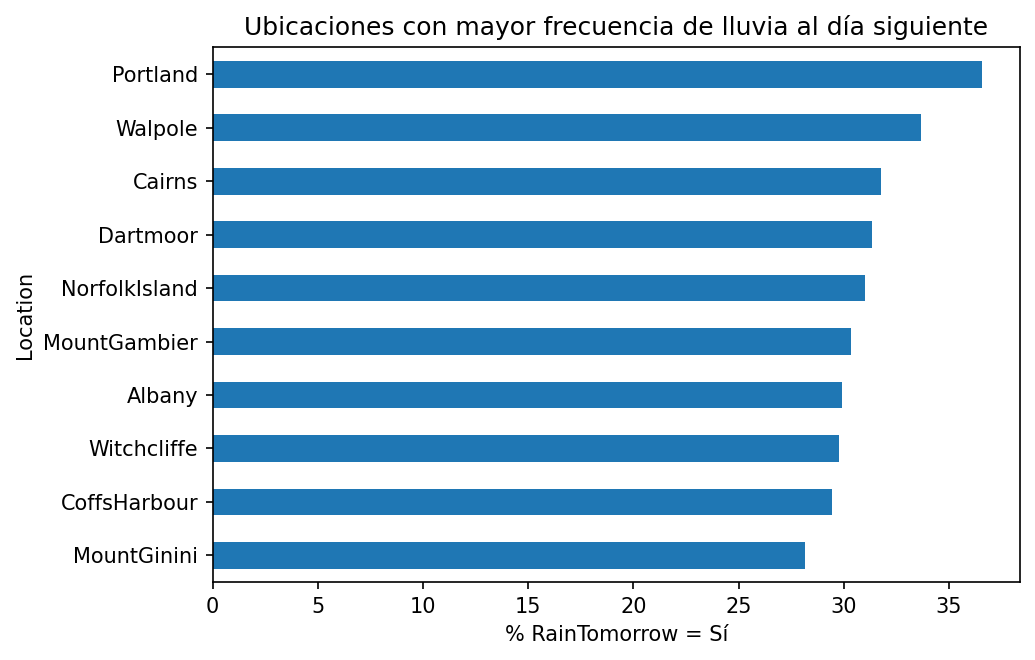 Ubicaciones con mayor frecuencia de lluvia al día siguiente
Location
Portland
Walpole
Cairns
Dartmoor
NorfolkIsland
MountGambier
Albany
Witchcliffe
CoffsHarbour
MountGinini
0 5 10 15 20 25 30 35
% RainTomorrow = Sí